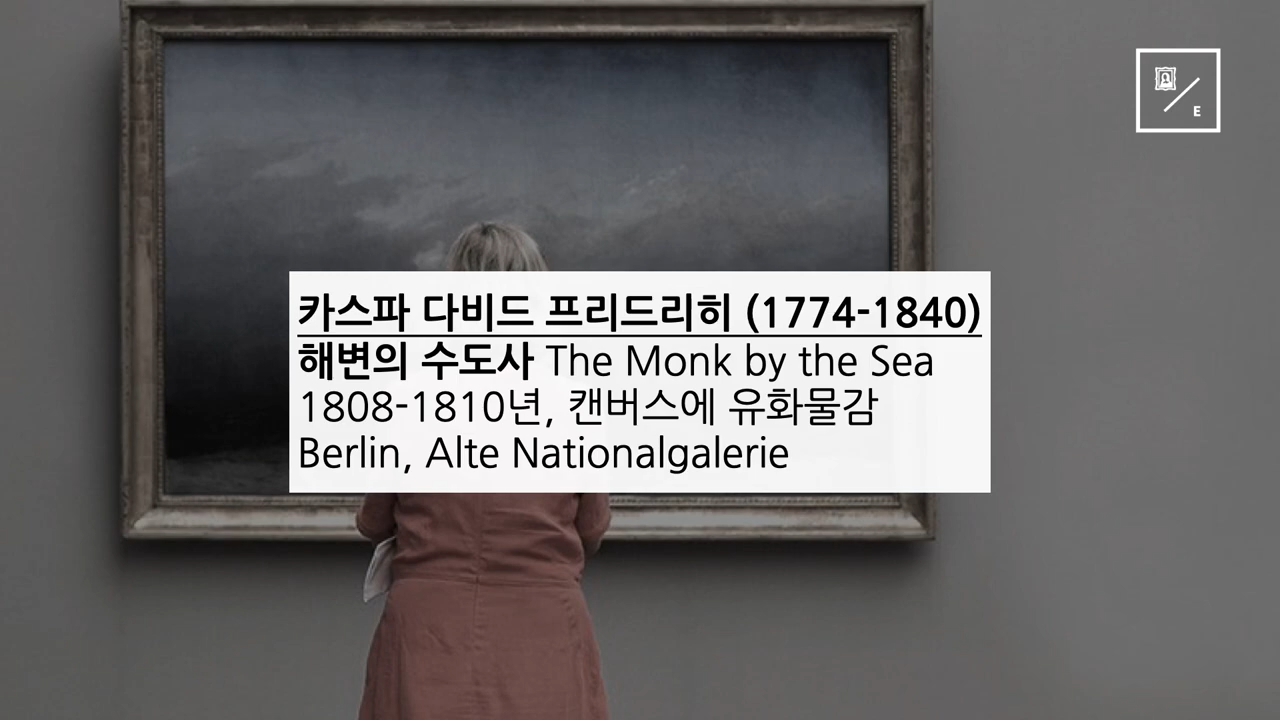 E
카스파 다비드 프리드리히 (1774-1840)
해변의 수도사 The Monk by the Sea
1808-1810년, 캔버스에 유화물감
Berlin, Alte Nationalgalerie